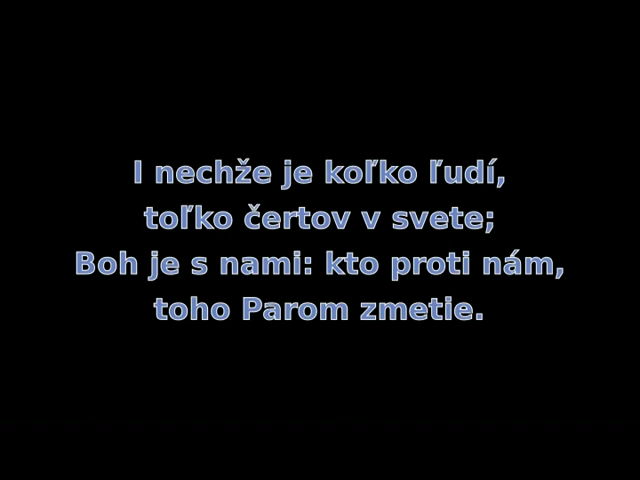 I nechže je koľko ľudí,
toľko čertov v svete;
Boh je s nami: kto proti nám,
toho Parom zmetie.